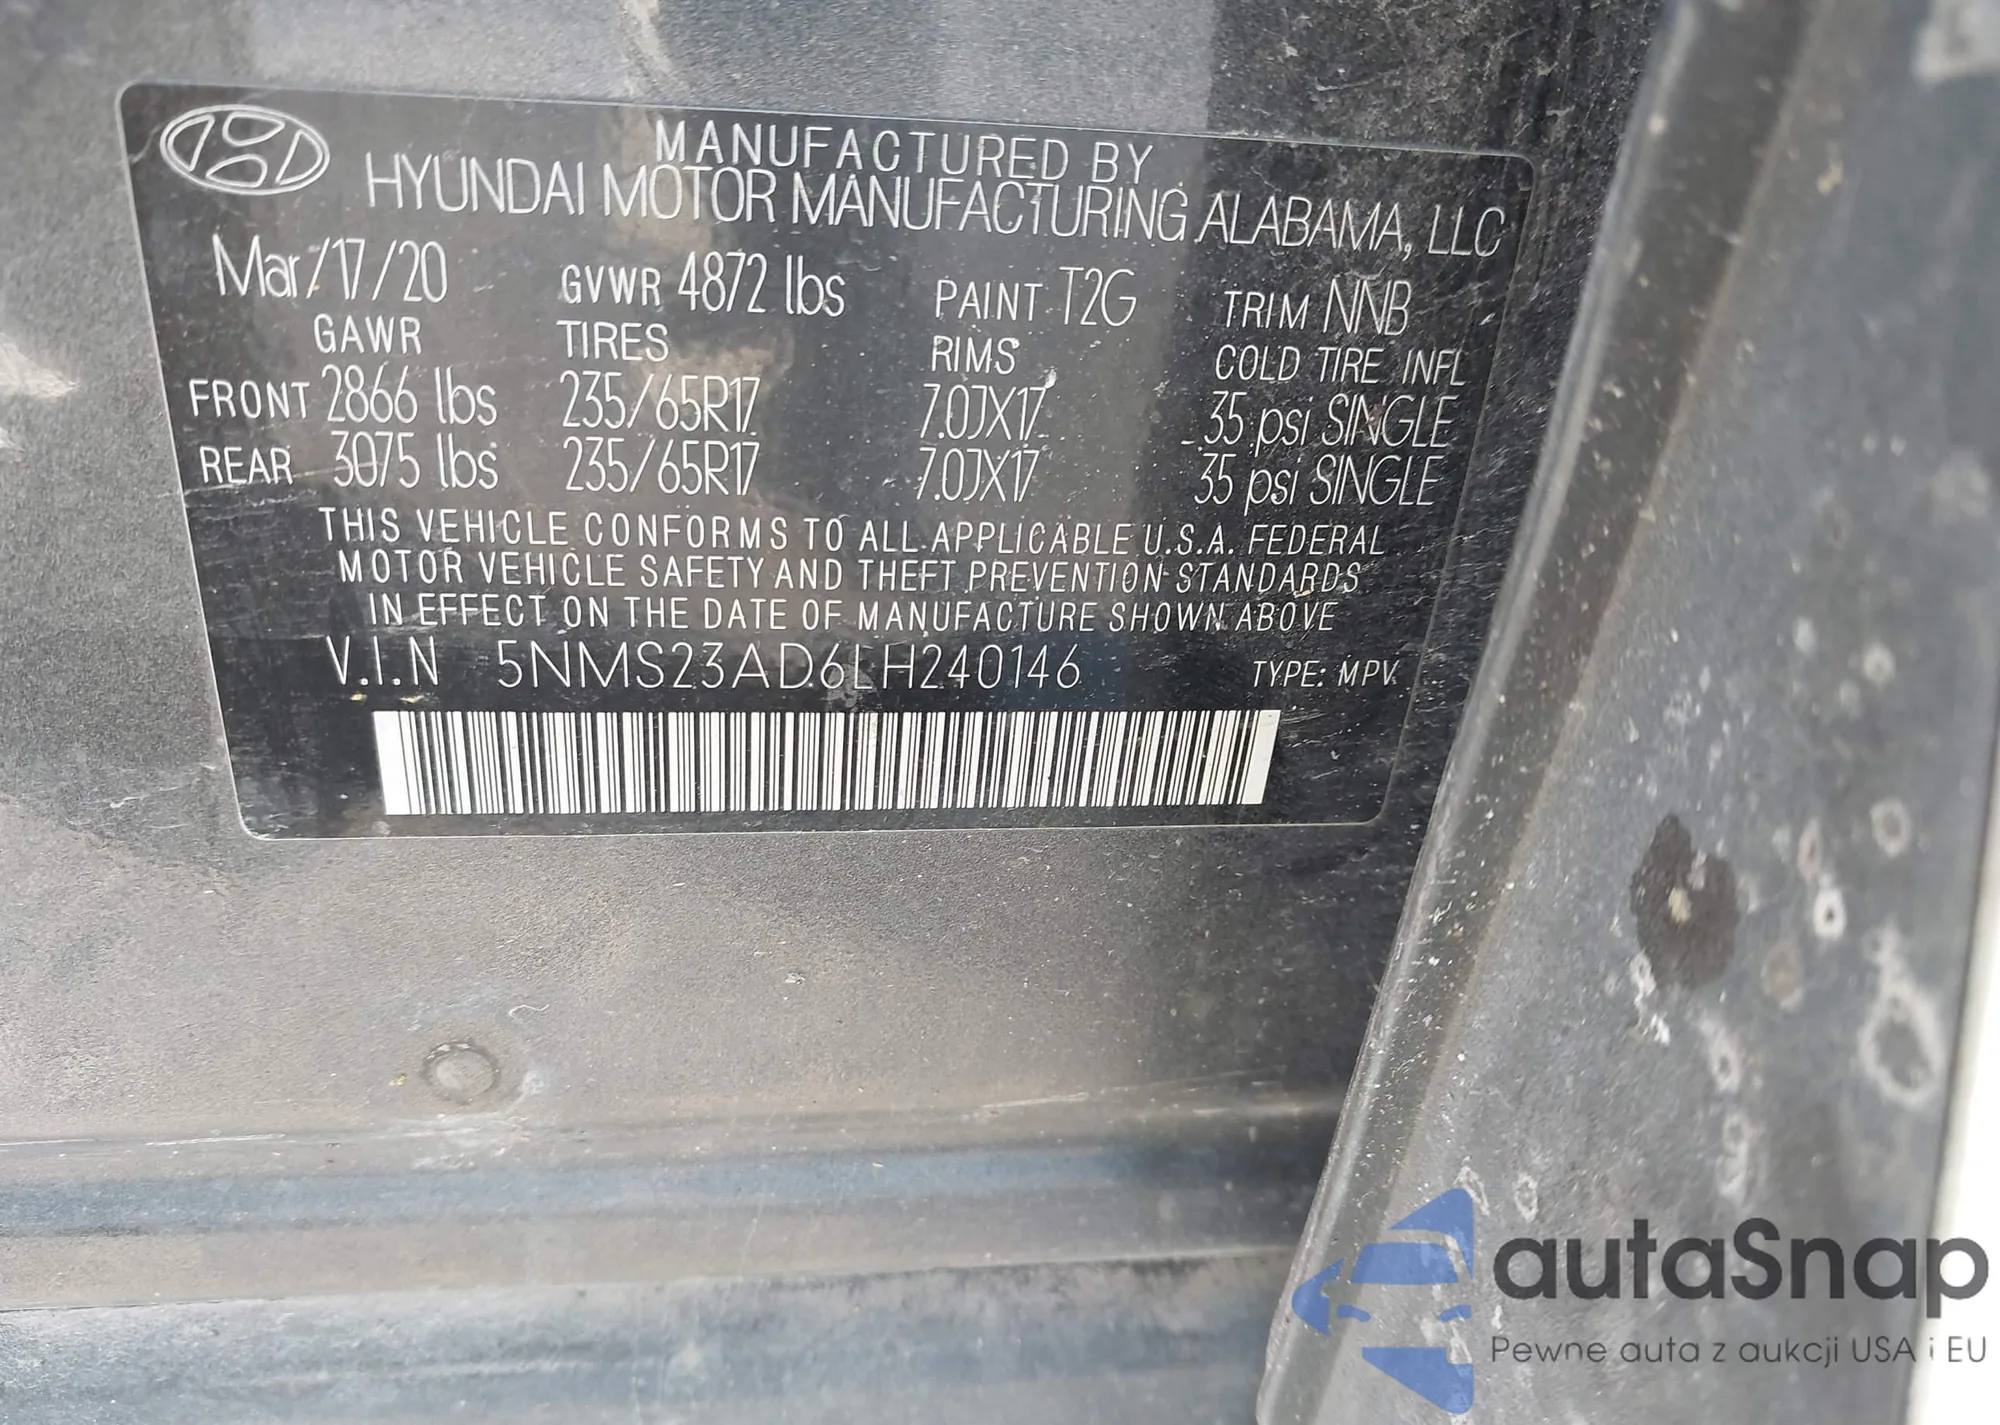 MANUFACTURED BY
HYUNDAI MOTOR MANUFACTURING ALABAMA, LLC
Mar/17/20 GVWR 4872 lbs PAINT T2G TRIM NNB
GAWR TIRES RIMS COLD TIRE INFL
FRONT 2866 lbs 235/65R17 7.0JX17 35 psi SINGLE
REAR 3075 lbs 235/65R17 7.0JX17 35 psi SINGLE
THIS VEHICLE CONFORMS TO ALL APPLICABLE U.S.A. FEDERAL
MOTOR VEHICLE SAFETY AND THEFT PREVENTION STANDARDS
IN EFFECT ON THE DATE OF MANUFACTURE SHOWN ABOVE
V.I.N 5NMS23AD6LH240146 TYPE: MPV
autaSnap
Pewne auta z aukcji USA i EU